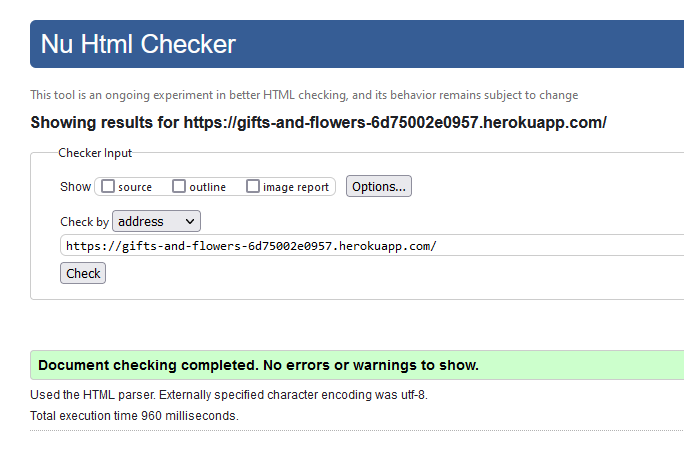 Nu Html Checker
This tool is an ongoing experiment in better HTML checking, and its behavior remains subject to change
Showing results for https://gifts-and-flowers-6d75002e0957.herokuapp.com/
Checker Input
Show source outline image report Options...
Check by address
https://gifts-and-flowers-6d75002e0957.herokuapp.com/
Check
Document checking completed. No errors or warnings to show.
Used the HTML parser. Externally specified character encoding was utf-8.
Total execution time 960 milliseconds.